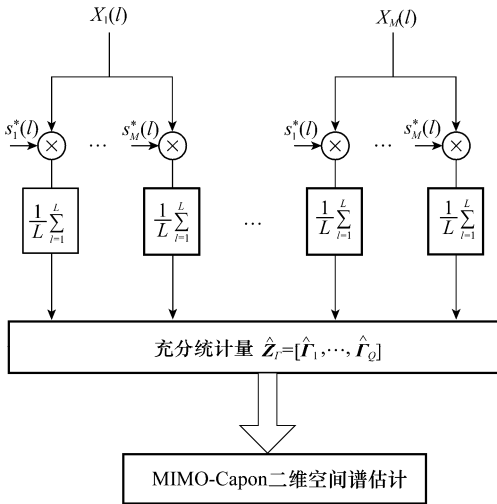 X₁(l) X_M(l)
s₁*(l) ⊗ ··· s_M*(l) ⊗ s₁*(l) ⊗ ··· s_M*(l) ⊗
1/L ∑_{l=1}^{L} 1/L ∑_{l=1}^{L} ··· 1/L ∑_{l=1}^{L} 1/L ∑_{l=1}^{L}
充分统计量 Ẑ_Γ=[Γ̂₁,···,Γ̂_Q]
MIMO-Capon二维空间谱估计